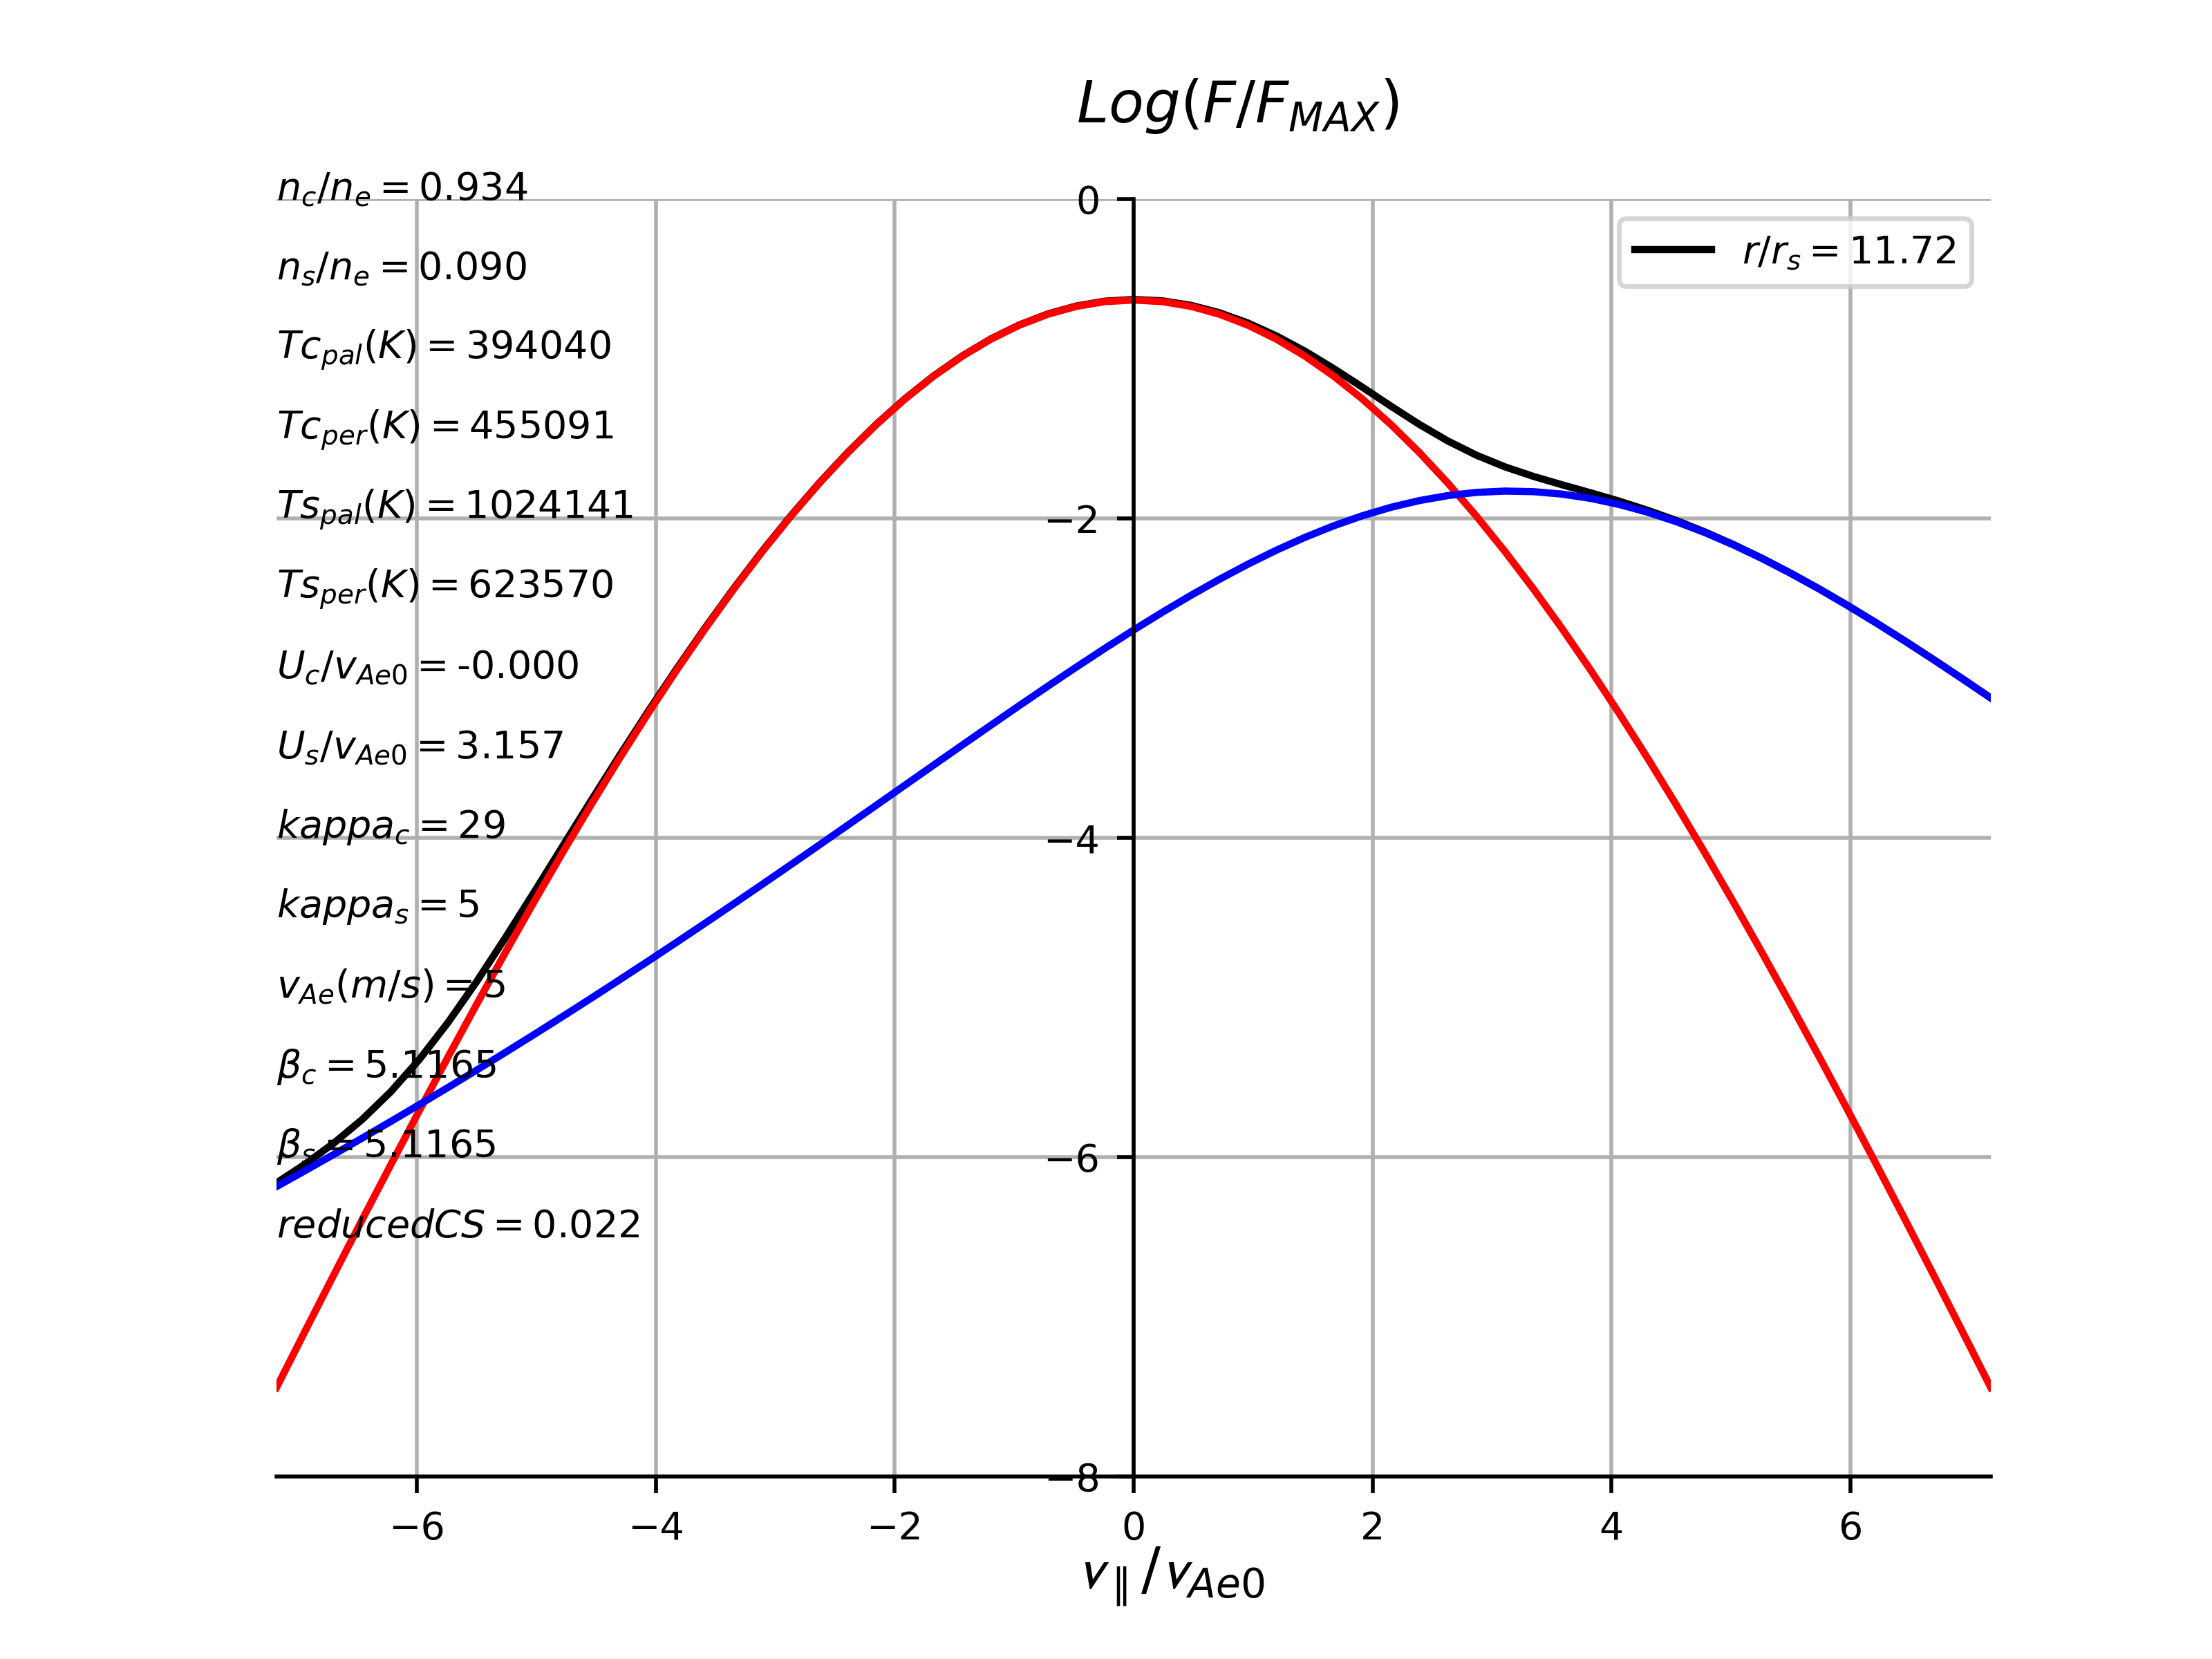 Log(F/F_MAX)
n_c/n_e = 0.934
n_s/n_e = 0.090
Tc_pal(K) = 394040
Tc_per(K) = 455091
Ts_pal(K) = 1024141
Ts_per(K) = 623570
U_c/v_Ae0 = -0.000
U_s/v_Ae0 = 3.157
kappa_c = 29
kappa_s = 5
v_Ae(m/s) = 5
β_c = 5.1165
β_s = 5.1165
reducedCS = 0.022
r/r_s = 11.72
0
−2
−4
−6
−8
−6 −4 −2 0 2 4 6
v_∥/v_Ae0